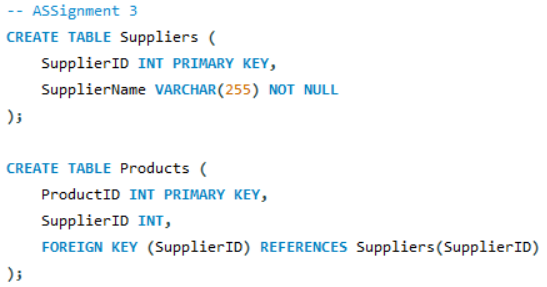 -- ASSignment 3
CREATE TABLE Suppliers (
    SupplierID INT PRIMARY KEY,
    SupplierName VARCHAR(255) NOT NULL
);

CREATE TABLE Products (
    ProductID INT PRIMARY KEY,
    SupplierID INT,
    FOREIGN KEY (SupplierID) REFERENCES Suppliers(SupplierID)
);